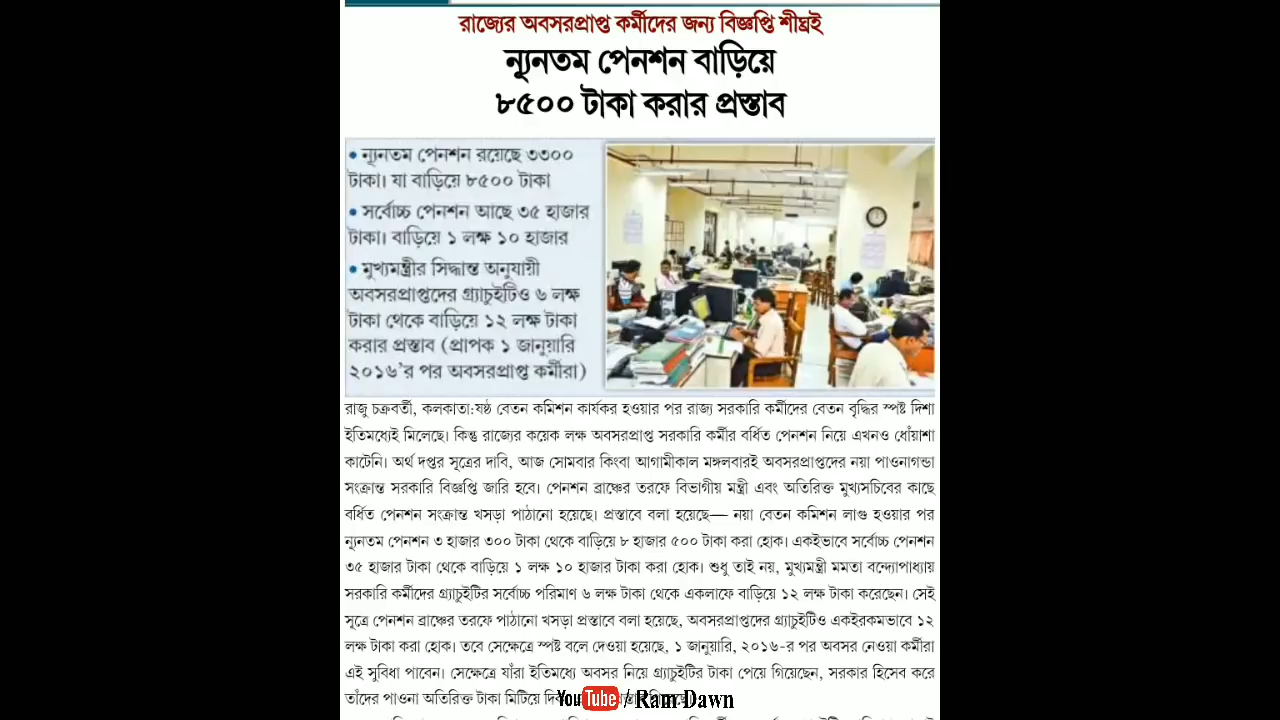 রাজ্যের অবসরপ্রাপ্ত কর্মীদের জন্য বিজ্ঞপ্তি শীঘ্রই
ন্যূনতম পেনশন বাড়িয়ে
৮৫০০ টাকা করার প্রস্তাব
• ন্যূনতম পেনশন রয়েছে ৩৩০০
টাকা। যা বাড়িয়ে ৮৫০০ টাকা
• সর্বোচ্চ পেনশন আছে ৩৫ হাজার
টাকা। বাড়িয়ে ১ লক্ষ ১০ হাজার
• মুখ্যমন্ত্রীর সিদ্ধান্ত অনুযায়ী
অবসরপ্রাপ্তদের গ্র্যাচুইটিও ৬ লক্ষ
টাকা থেকে বাড়িয়ে ১২ লক্ষ টাকা
করার প্রস্তাব (প্রাপক ১ জানুয়ারি
২০১৬'র পর অবসরপ্রাপ্ত কর্মীরা)
রাজু চক্রবর্তী, কলকাতা:ষষ্ঠ বেতন কমিশন কার্যকর হওয়ার পর রাজ্য সরকারি কর্মীদের বেতন বৃদ্ধির স্পষ্ট দিশা
ইতিমধ্যেই মিলেছে। কিন্তু রাজ্যের কয়েক লক্ষ অবসরপ্রাপ্ত সরকারি কর্মীর বর্ধিত পেনশন নিয়ে এখনও ধোঁয়াশা
কাটেনি। অর্থ দপ্তর সূত্রের দাবি, আজ সোমবার কিংবা আগামীকাল মঙ্গলবারই অবসরপ্রাপ্তদের নয়া পাওনাগন্ডা
সংক্রান্ত সরকারি বিজ্ঞপ্তি জারি হবে। পেনশন ব্রাঞ্চের তরফে বিভাগীয় মন্ত্রী এবং অতিরিক্ত মুখ্যসচিবের কাছে
বর্ধিত পেনশন সংক্রান্ত খসড়া পাঠানো হয়েছে। প্রস্তাবে বলা হয়েছে— নয়া বেতন কমিশন লাগু হওয়ার পর
ন্যূনতম পেনশন ৩ হাজার ৩০০ টাকা থেকে বাড়িয়ে ৮ হাজার ৫০০ টাকা করা হোক। একইভাবে সর্বোচ্চ পেনশন
৩৫ হাজার টাকা থেকে বাড়িয়ে ১ লক্ষ ১০ হাজার টাকা করা হোক। শুধু তাই নয়, মুখ্যমন্ত্রী মমতা বন্দ্যোপাধ্যায়
সরকারি কর্মীদের গ্র্যাচুইটির সর্বোচ্চ পরিমাণ ৬ লক্ষ টাকা থেকে একলাফে বাড়িয়ে ১২ লক্ষ টাকা করেছেন। সেই
সূত্রে পেনশন ব্রাঞ্চের তরফে পাঠানো খসড়া প্রস্তাবে বলা হয়েছে, অবসরপ্রাপ্তদের গ্র্যাচুইটিও একইরকমভাবে ১২
লক্ষ টাকা করা হোক। তবে সেক্ষেত্রে স্পষ্ট বলে দেওয়া হয়েছে, ১ জানুয়ারি, ২০১৬-র পর অবসর নেওয়া কর্মীরা
এই সুবিধা পাবেন। সেক্ষেত্রে যাঁরা ইতিমধ্যে অবসর নিয়ে গ্র্যাচুইটির টাকা পেয়ে গিয়েছেন, সরকার হিসেব করে
তাঁদের পাওনা অতিরিক্ত টাকা মিটিয়ে
YouTube / Ram Dawn